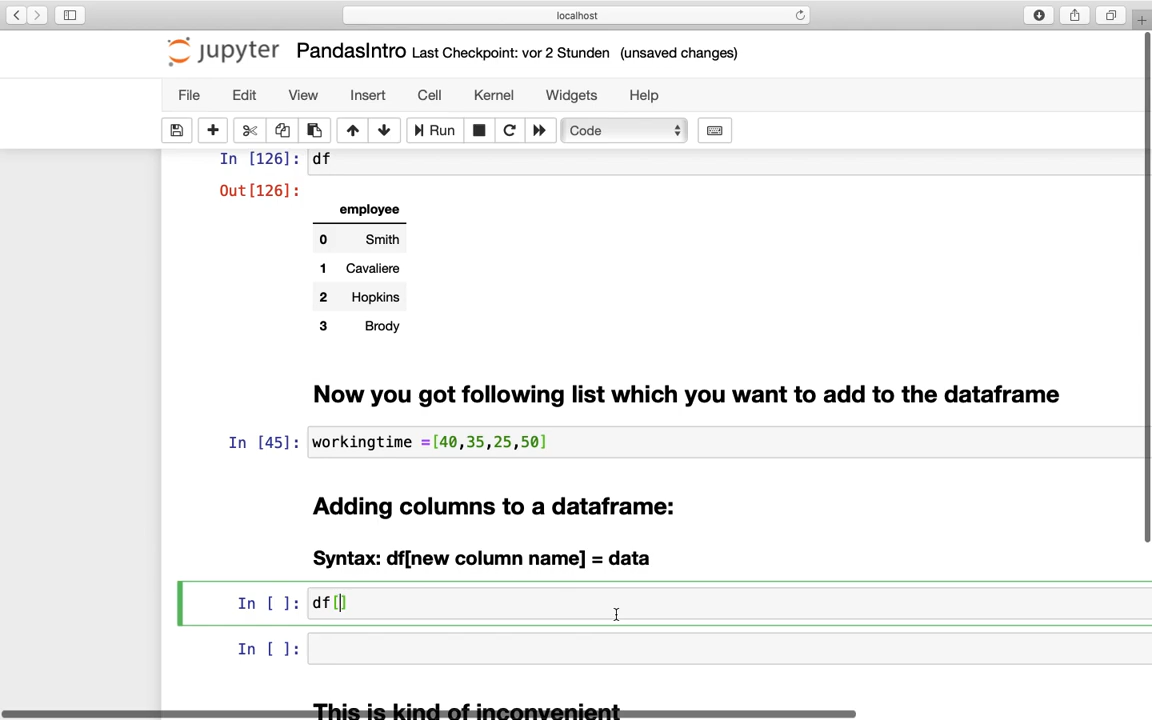 localhost
jupyter PandasIntro Last Checkpoint: vor 2 Stunden (unsaved changes)
File Edit View Insert Cell Kernel Widgets Help
Run Code
In [126]: df
Out[126]:
employee
0 Smith
1 Cavaliere
2 Hopkins
3 Brody
Now you got following list which you want to add to the dataframe
In [45]: workingtime =[40,35,25,50]
Adding columns to a dataframe:
Syntax: df[new column name] = data
In [ ]: df[]
In [ ]:
This is kind of inconvenient